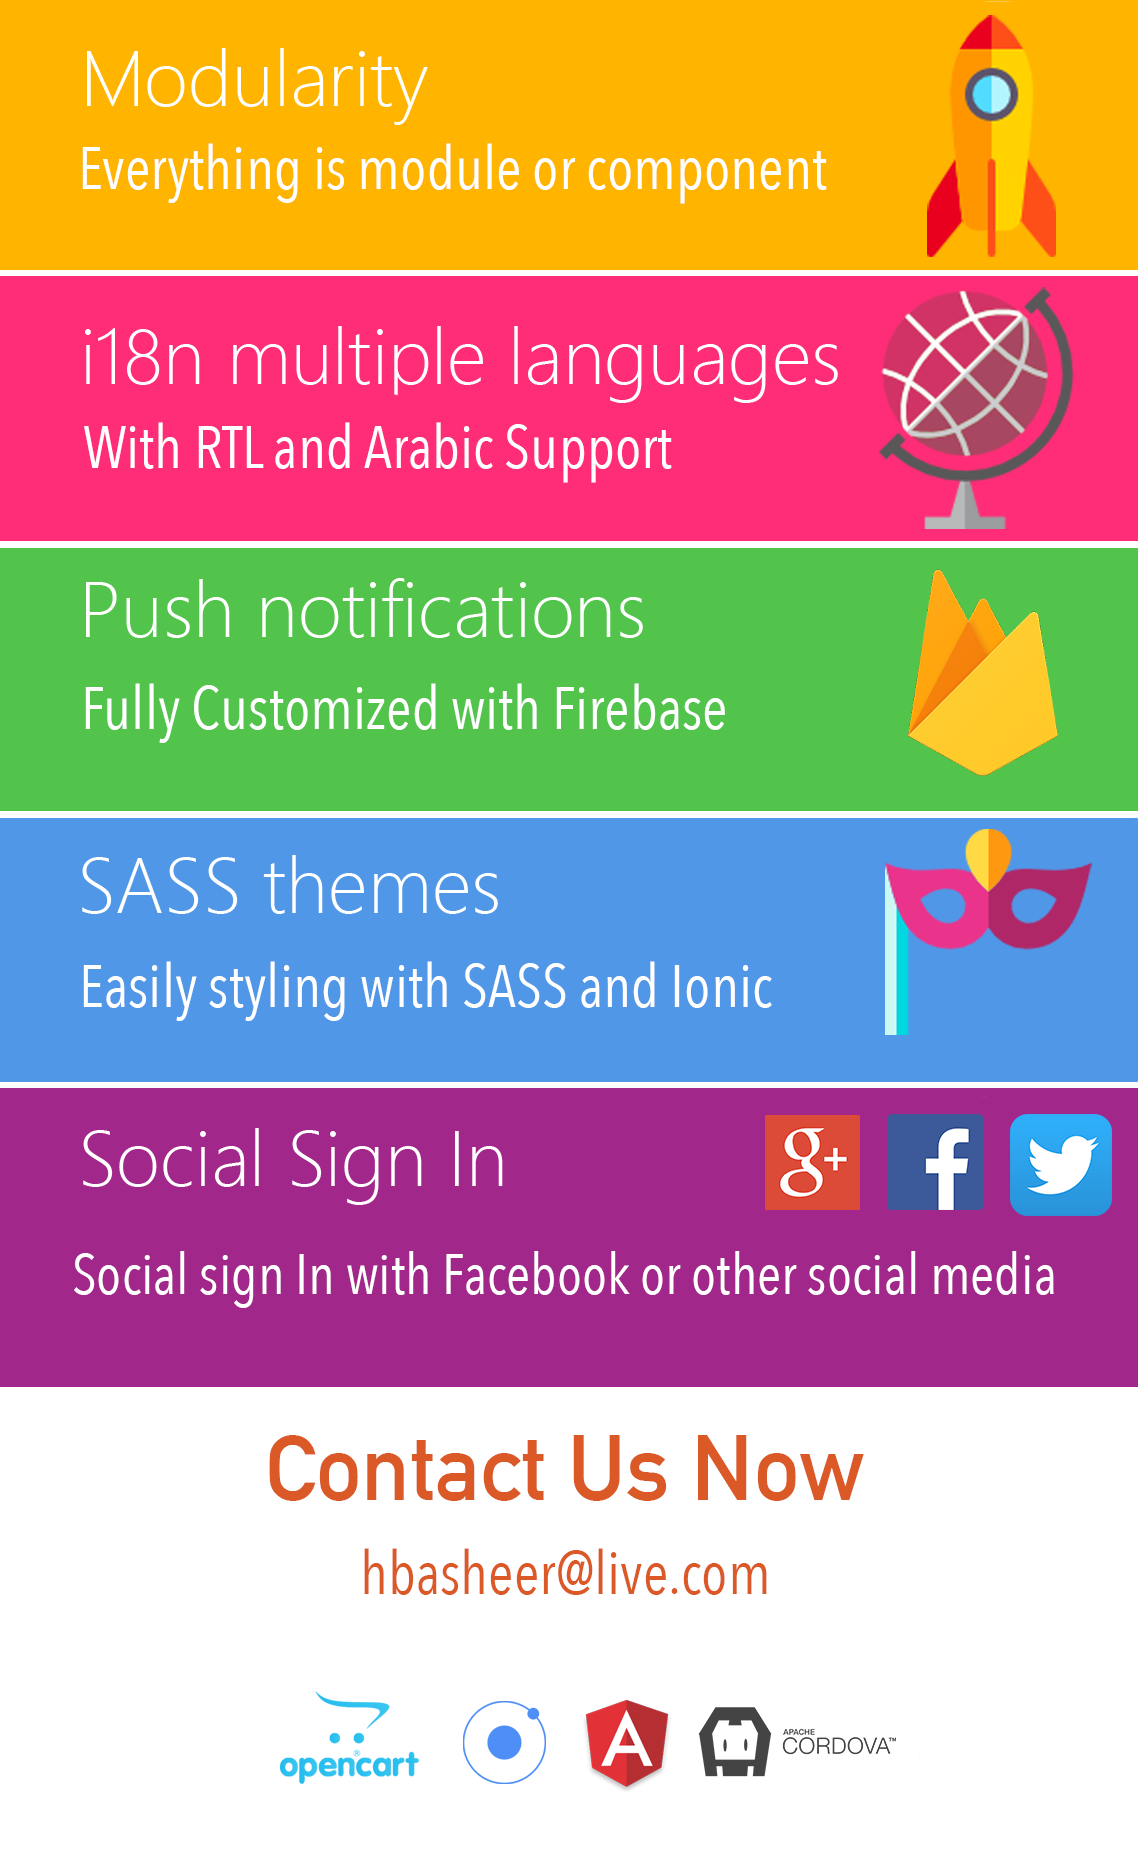 Modularity
Everything is module or component
i18n multiple languages
With RTL and Arabic Support
Push notifications
Fully Customized with Firebase
SASS themes
Easily styling with SASS and Ionic
Social Sign In
g+ f
Social sign In with Facebook or other social media
Contact Us Now
hbasheer@live.com
opencart® A APACHE CORDOVA™